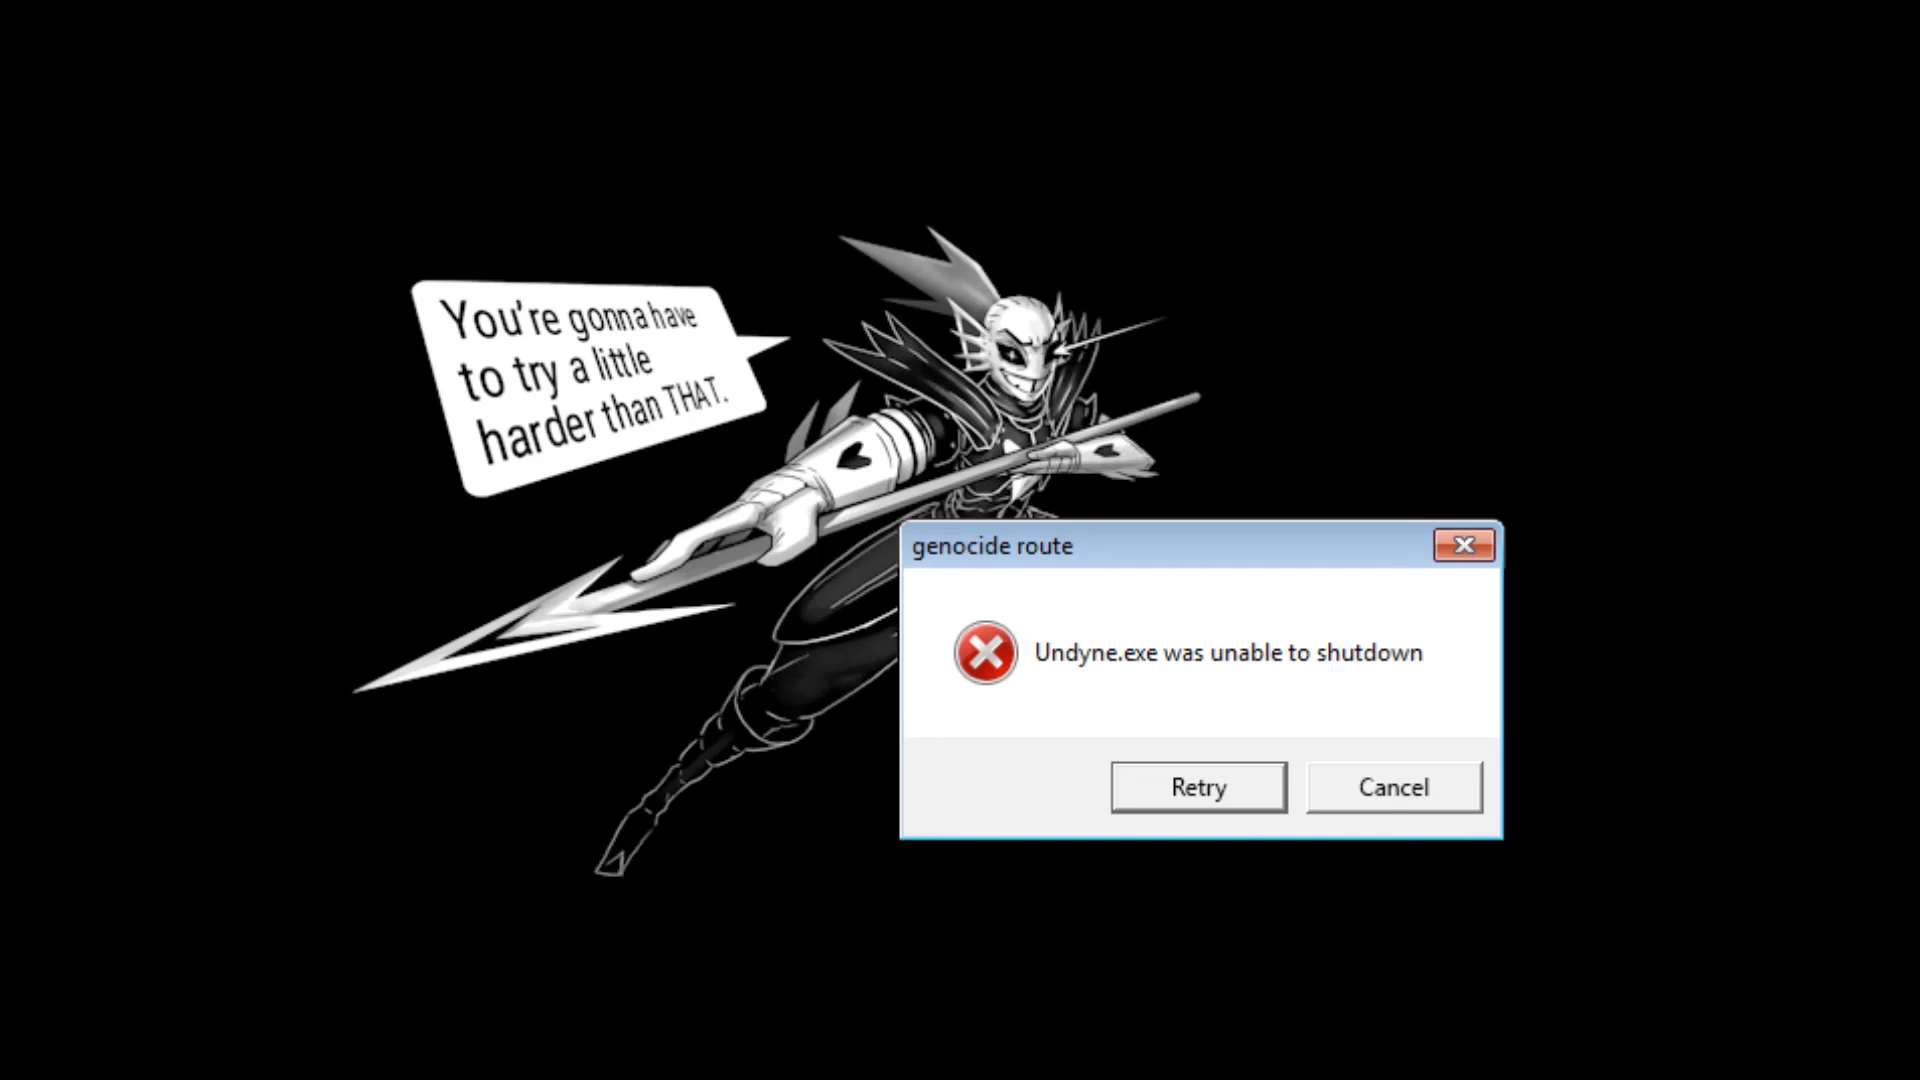 You're gonna have
to try a little
harder than THAT.
genocide route
Undyne.exe was unable to shutdown
Retry
Cancel